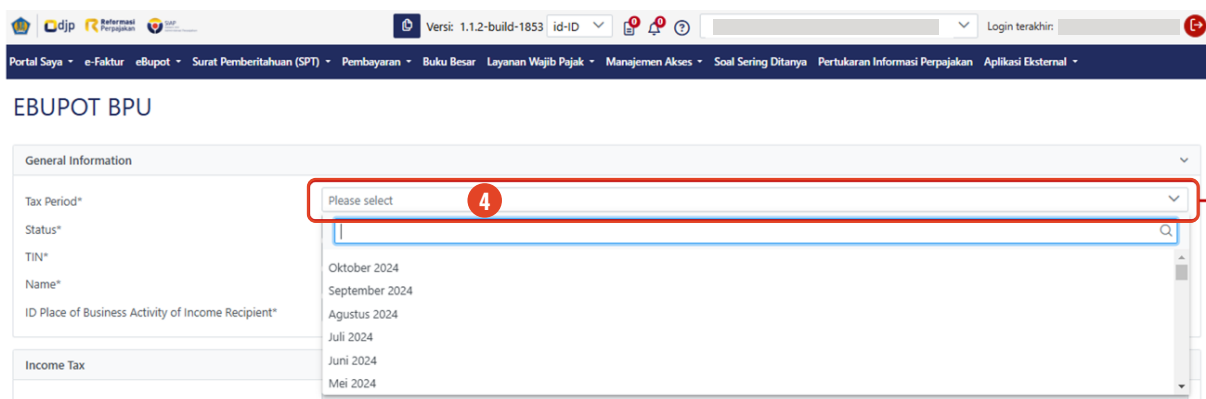 djp Reformasi Perpajakan SIAP Versi: 1.1.2-build-1853 id-ID 0 0 Login terakhir:
Portal Saya e-Faktur eBupot Surat Pemberitahuan (SPT) Pembayaran Buku Besar Layanan Wajib Pajak Manajemen Akses Soal Sering Ditanya Pertukaran Informasi Perpajakan Aplikasi Eksternal
EBUPOT BPU
General Information
Tax Period* Please select 4
Status*
TIN*
Name*
ID Place of Business Activity of Income Recipient*
Oktober 2024
September 2024
Agustus 2024
Juli 2024
Juni 2024
Mei 2024
Income Tax